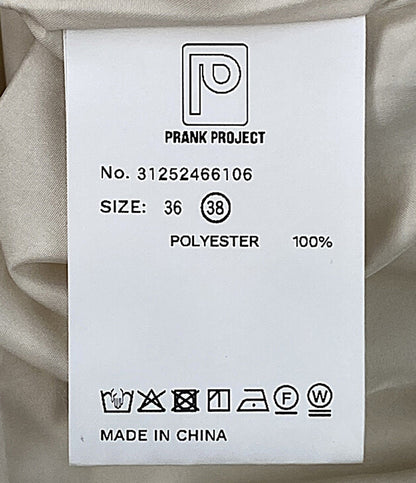 P
PRANK PROJECT
No. 31252466106
SIZE: 36 38
POLYESTER 100%
F W
MADE IN CHINA